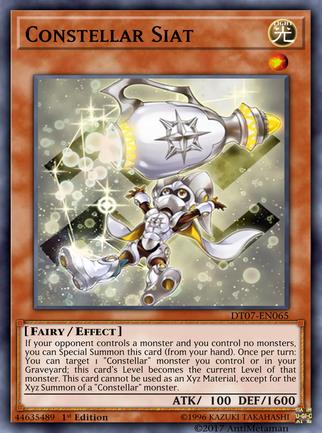 Constellar Siat
LIGHT
光
DT07-EN065
[Fairy / Effect]
If your opponent controls a monster and you control no monsters,
you can Special Summon this card (from your hand). Once per turn:
You can target 1 "Constellar" monster you control or in
your Graveyard; this card's Level becomes the current Level of
that monster. This card cannot be used as an Xyz Material, except for
the Xyz Summon of a "Constellar" monster.
ATK/ 100 DEF/1600
44635489 1st Edition ©1996 KAZUKI TAKAHASHI
©2017 AntiMetaman